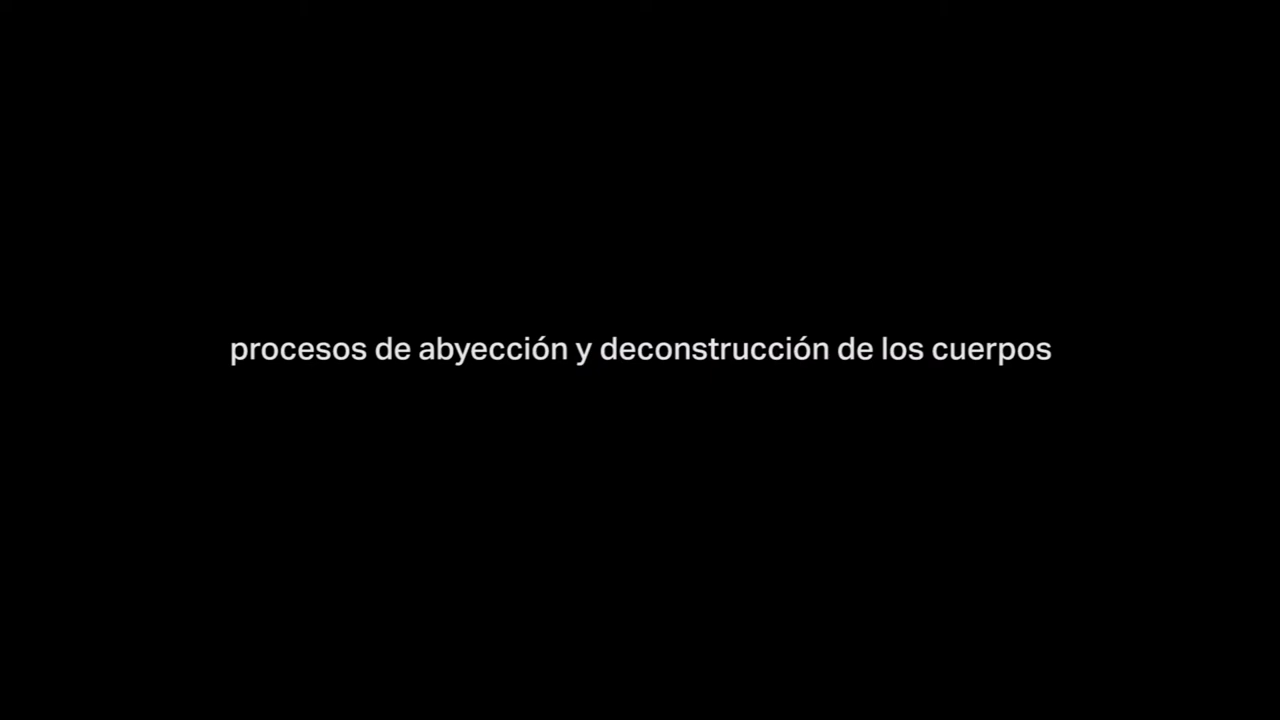 procesos de abyección y deconstrucción de los cuerpos